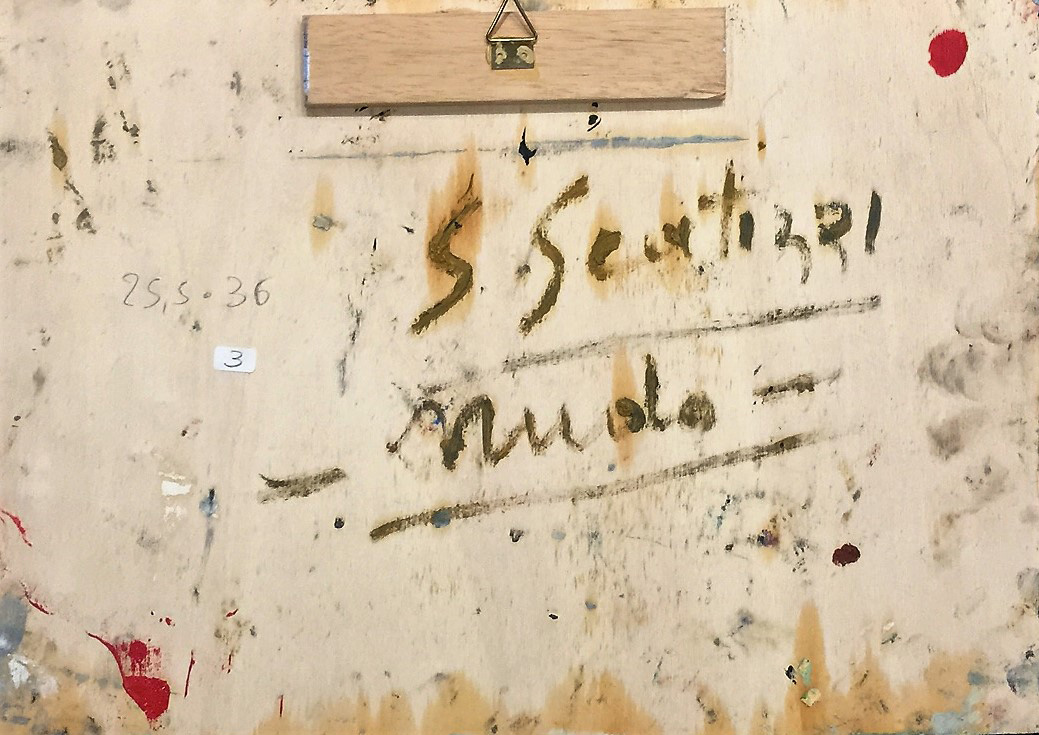 S Scatizzi
25,5 • 36
3
- nudo =